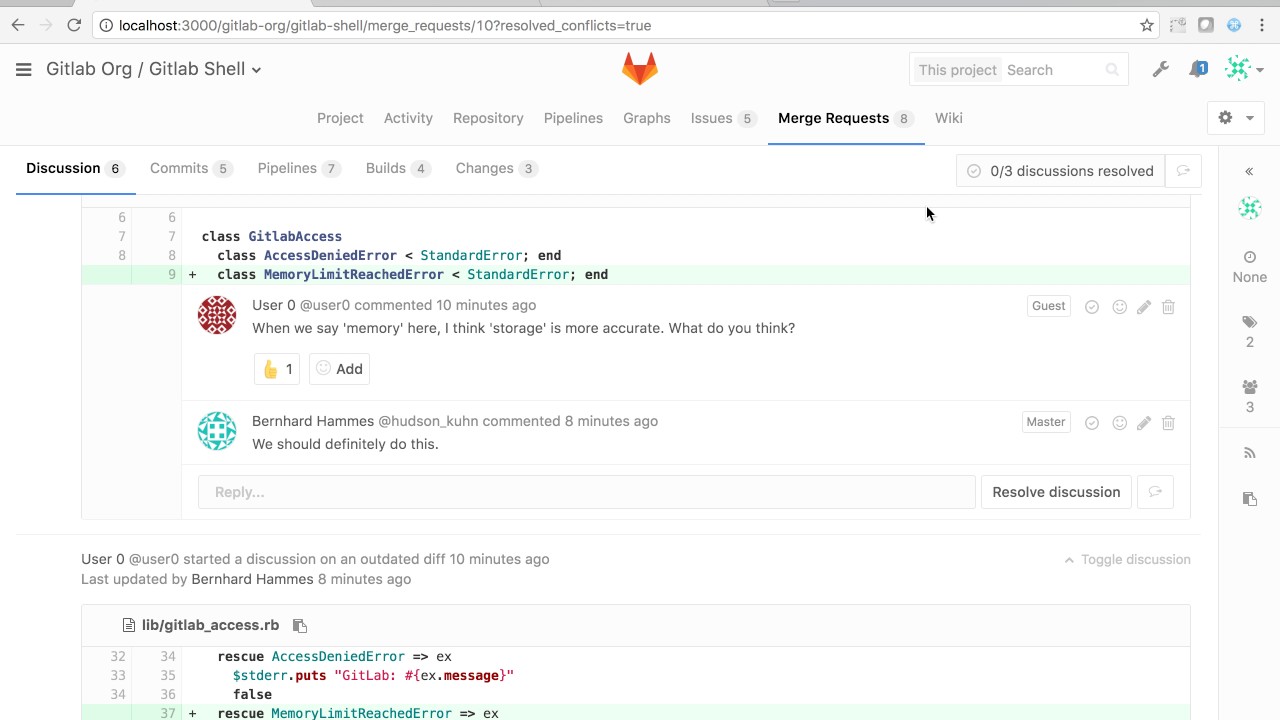 localhost:3000/gitlab-org/gitlab-shell/merge_requests/10?resolved_conflicts=true
Gitlab Org / Gitlab Shell
This project Search
1
Project Activity Repository Pipelines Graphs Issues 5 Merge Requests 8 Wiki
Discussion 6 Commits 5 Pipelines 7 Builds 4 Changes 3
0/3 discussions resolved
6 6
7 7 class GitlabAccess
8 8 class AccessDeniedError < StandardError; end
9 + class MemoryLimitReachedError < StandardError; end
User 0 @user0 commented 10 minutes ago Guest
When we say 'memory' here, I think 'storage' is more accurate. What do you think?
1 Add
Bernhard Hammes @hudson_kuhn commented 8 minutes ago Master
We should definitely do this.
Reply... Resolve discussion
None
2
3
User 0 @user0 started a discussion on an outdated diff 10 minutes ago Toggle discussion
Last updated by Bernhard Hammes 8 minutes ago
lib/gitlab_access.rb
32 34 rescue AccessDeniedError => ex
33 35 $stderr.puts "GitLab: #{ex.message}"
34 36 false
37 + rescue MemoryLimitReachedError => ex